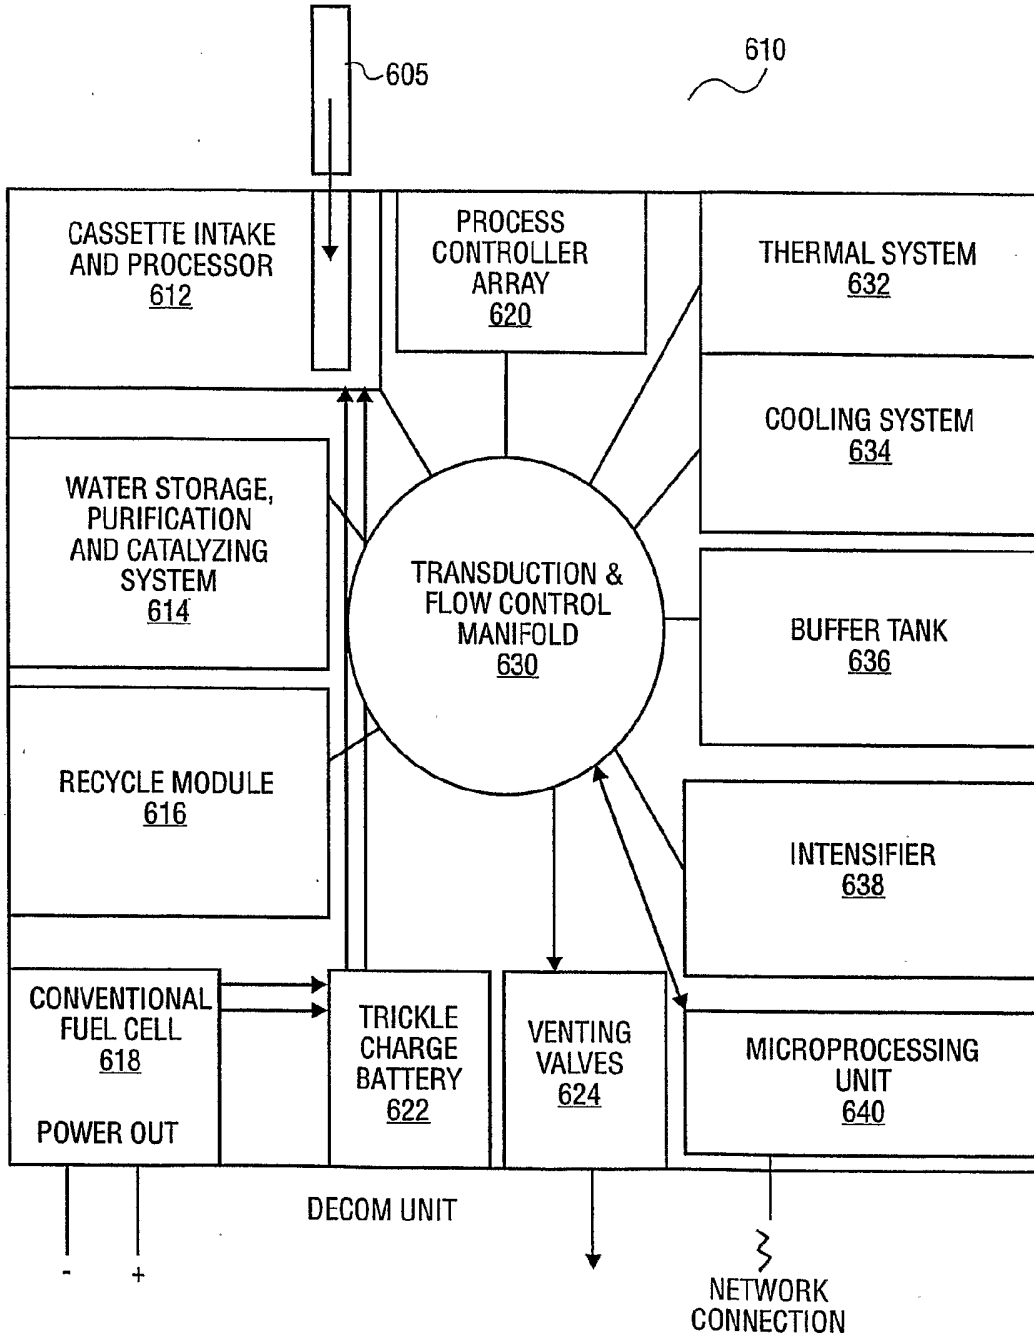 605
610
CASSETTE INTAKE
AND PROCESSOR
612
PROCESS
CONTROLLER
ARRAY
620
THERMAL SYSTEM
632
COOLING SYSTEM
634
WATER STORAGE,
PURIFICATION
AND CATALYZING
SYSTEM
614
TRANSDUCTION &
FLOW CONTROL
MANIFOLD
630
BUFFER TANK
636
RECYCLE MODULE
616
INTENSIFIER
638
CONVENTIONAL
FUEL CELL
618
POWER OUT
TRICKLE
CHARGE
BATTERY
622
VENTING
VALVES
624
MICROPROCESSING
UNIT
640
DECOM UNIT
- +
NETWORK
CONNECTION